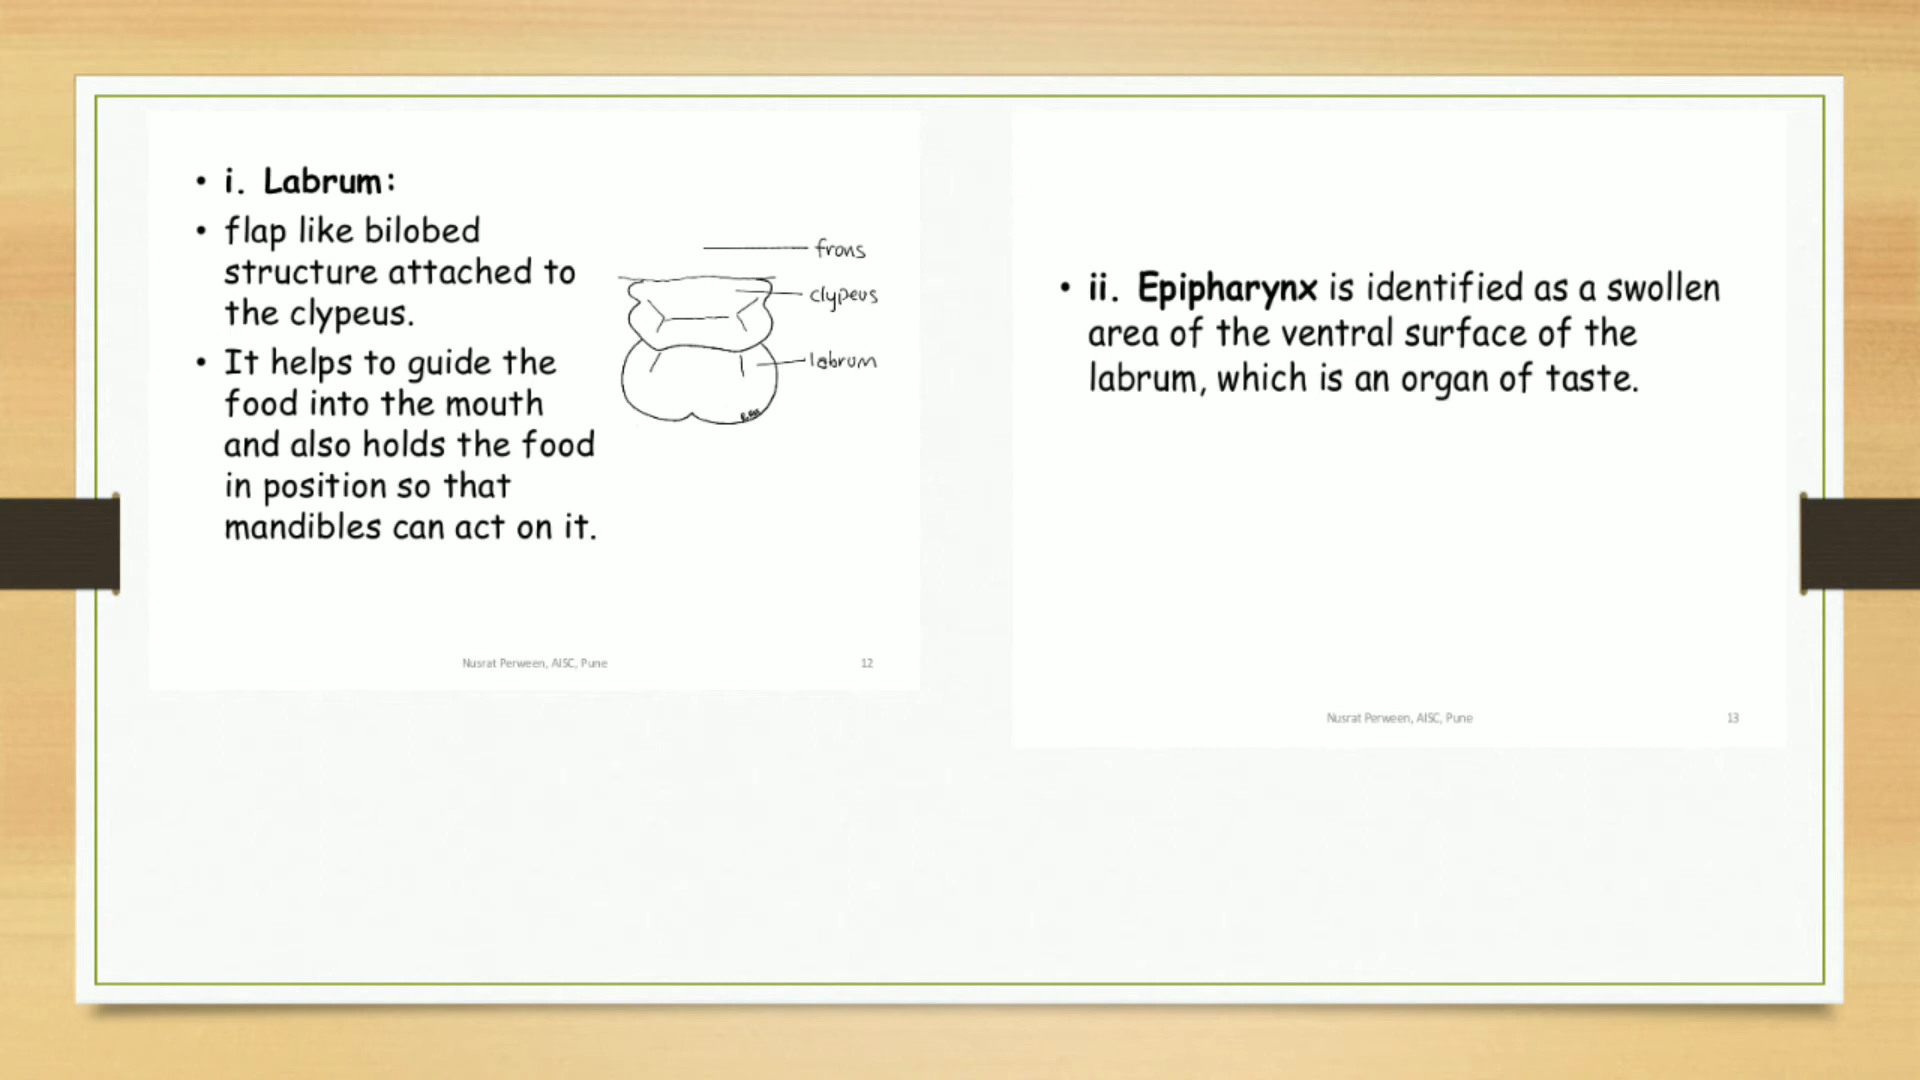 • i. Labrum:
• flap like bilobed
structure attached to
the clypeus.
• It helps to guide the
food into the mouth
and also holds the food
in position so that
mandibles can act on it.
frons
clypeus
labrum
Nusrat Perween, AISC, Pune 12
• ii. Epipharynx is identified as a swollen
area of the ventral surface of the
labrum, which is an organ of taste.
Nusrat Perween, AISC, Pune 13